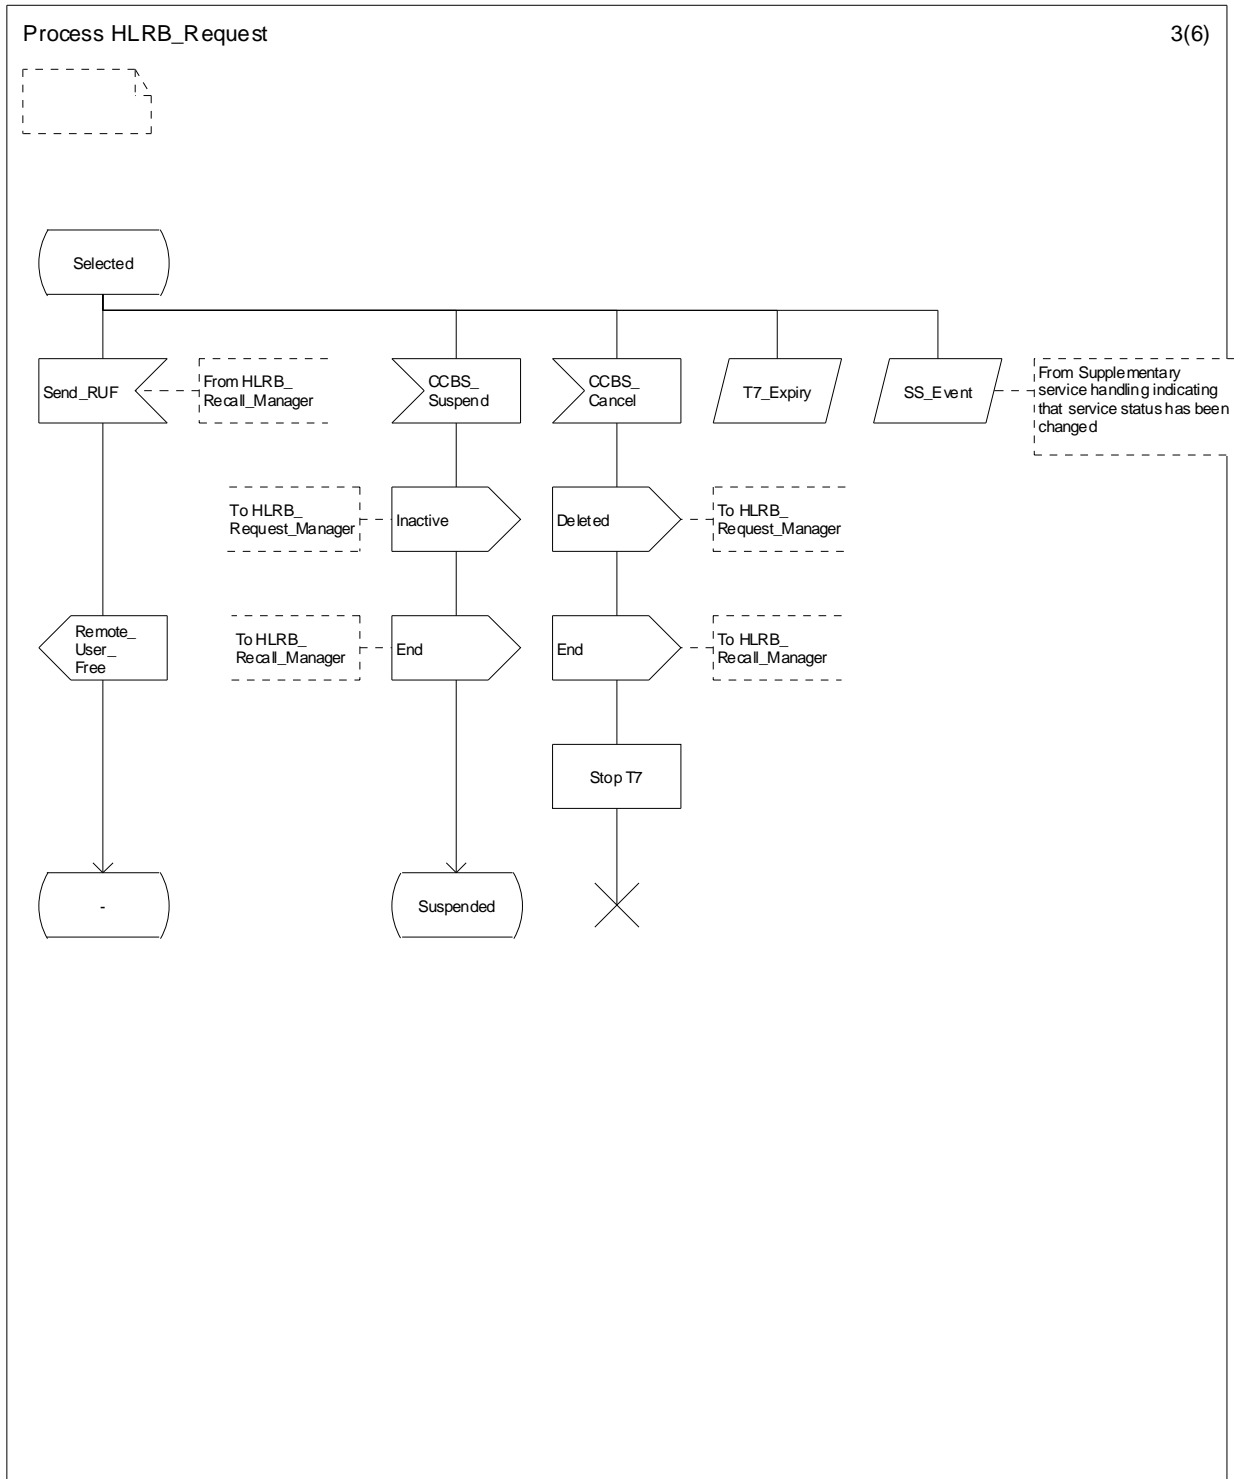 Process HLRB_Request
3(6)
Selected
Send_RUF
From HLRB_
Recall_Manager
CCBS_
Suspend
CCBS_
Cancel
T7_Expiry
SS_Event
From Supplementary
service handling indicating
that service status has been
changed
To HLRB_
Request_Manager
Inactive
Deleted
To HLRB_
Request_Manager
Remote_
User_
Free
To HLRB_
Recall_Manager
End
End
To HLRB_
Recall_Manager
Stop T7
-
Suspended